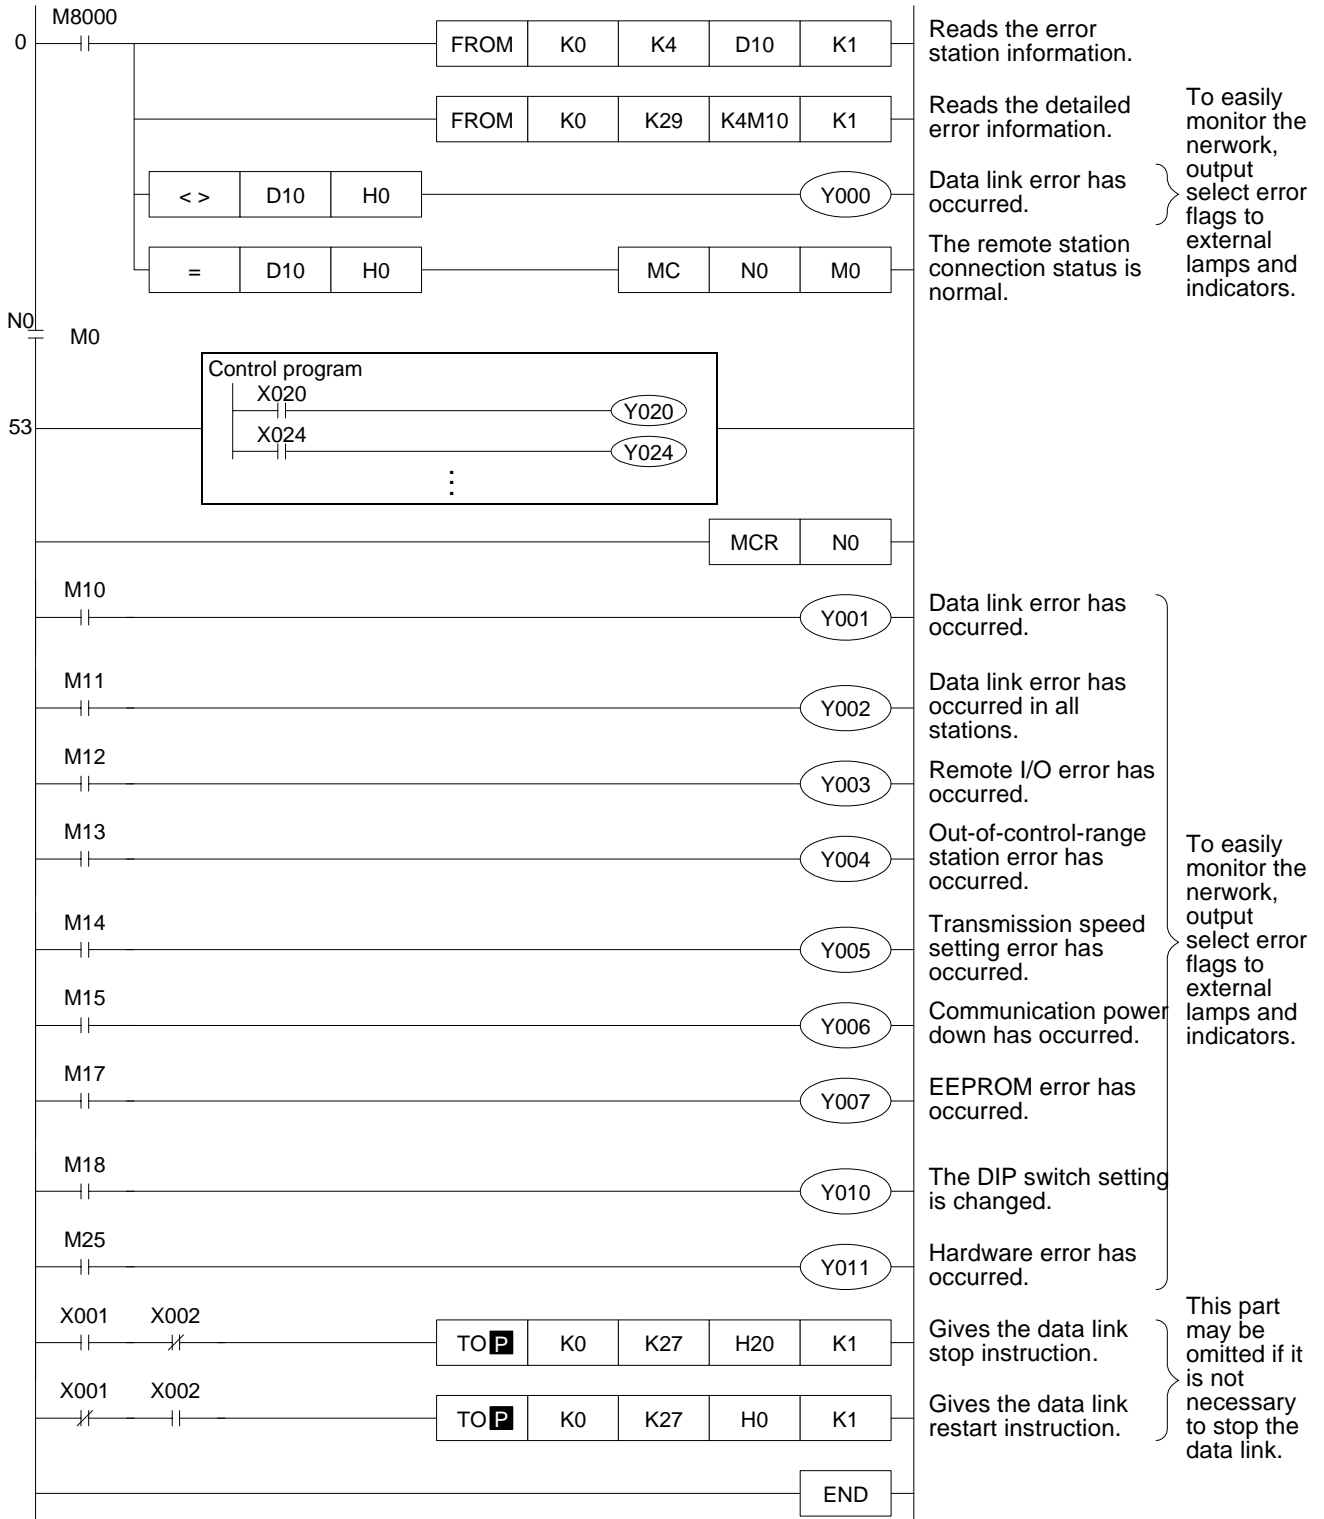 M8000
0
FROM K0 K4 D10 K1
Reads the error
station information.
FROM K0 K29 K4M10 K1
Reads the detailed
error information.
< > D10 H0
Y000
Data link error has
occurred.
To easily
monitor the
nerwork,
output
select error
flags to
external
lamps and
indicators.
= D10 H0
MC N0 M0
The remote station
connection status is
normal.
N0
M0
53
Control program
X020
Y020
X024
Y024
MCR N0
M10
Y001
Data link error has
occurred.
M11
Y002
Data link error has
occurred in all
stations.
M12
Y003
Remote I/O error has
occurred.
M13
Y004
Out-of-control-range
station error has
occurred.
M14
Y005
Transmission speed
setting error has
occurred.
M15
Y006
Communication power
down has occurred.
M17
Y007
EEPROM error has
occurred.
M18
Y010
The DIP switch setting
is changed.
M25
Y011
Hardware error has
occurred.
To easily
monitor the
nerwork,
output
select error
flags to
external
lamps and
indicators.
X001 X002
TO P K0 K27 H20 K1
Gives the data link
stop instruction.
X001 X002
TO P K0 K27 H0 K1
Gives the data link
restart instruction.
This part
may be
omitted if it
is not
necessary
to stop the
data link.
END